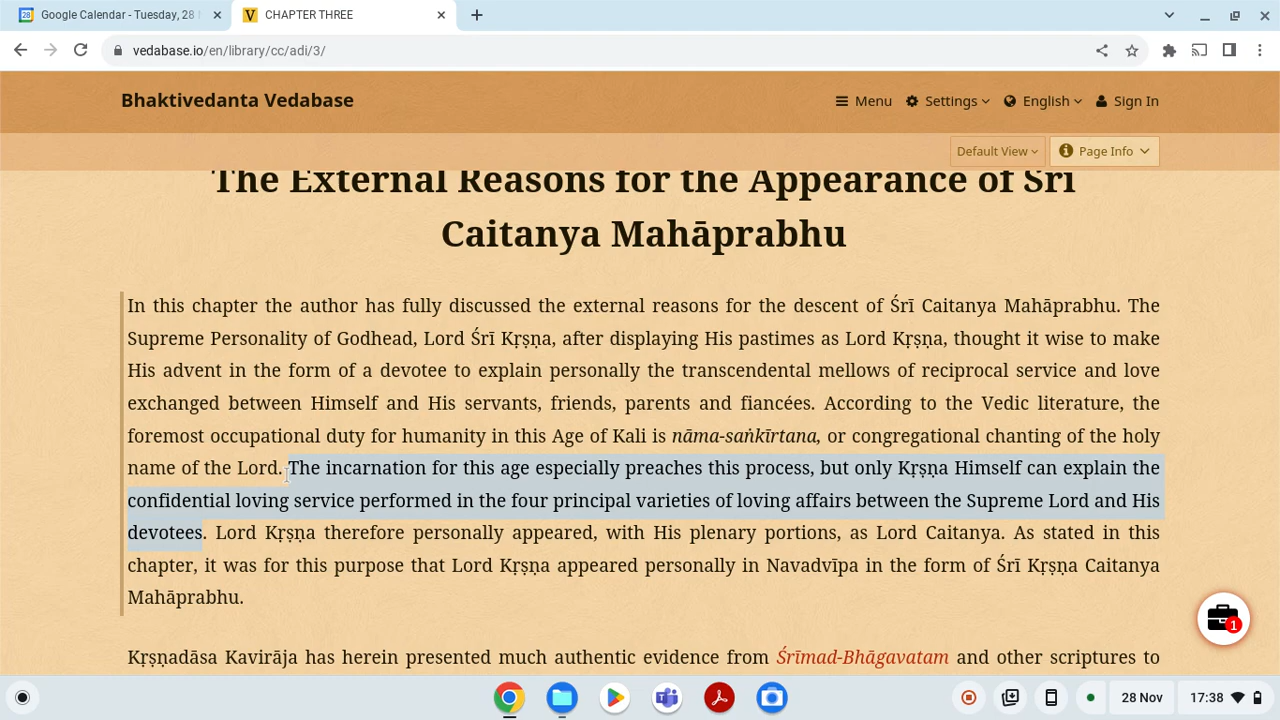 Google Calendar - Tuesday, 28
CHAPTER THREE
vedabase.io/en/library/cc/adi/3/
Bhaktivedanta Vedabase
Menu Settings English Sign In
Default View Page Info
The External Reasons for the Appearance of Śrī
Caitanya Mahāprabhu
In this chapter the author has fully discussed the external reasons for the descent of Śrī Caitanya Mahāprabhu. The
Supreme Personality of Godhead, Lord Śrī Kṛṣṇa, after displaying His pastimes as Lord Kṛṣṇa, thought it wise to make
His advent in the form of a devotee to explain personally the transcendental mellows of reciprocal service and love
exchanged between Himself and His servants, friends, parents and fiancées. According to the Vedic literature, the
foremost occupational duty for humanity in this Age of Kali is nāma-saṅkīrtana, or congregational chanting of the holy
name of the Lord. The incarnation for this age especially preaches this process, but only Kṛṣṇa Himself can explain the
confidential loving service performed in the four principal varieties of loving affairs between the Supreme Lord and His
devotees. Lord Kṛṣṇa therefore personally appeared, with His plenary portions, as Lord Caitanya. As stated in this
chapter, it was for this purpose that Lord Kṛṣṇa appeared personally in Navadvīpa in the form of Śrī Kṛṣṇa Caitanya
Mahāprabhu.
1
Kṛṣṇadāsa Kavirāja has herein presented much authentic evidence from Śrīmad-Bhāgavatam and other scriptures to
28 Nov 17:38